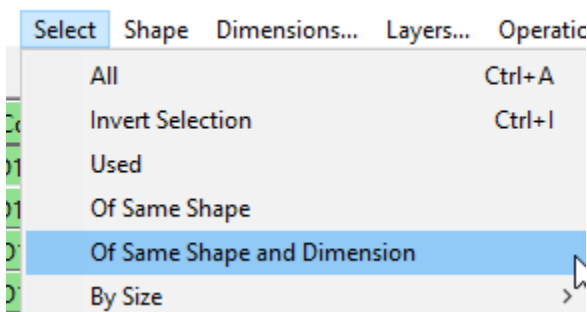 Select Shape Dimensions... Layers... Operatio
All Ctrl+A
Invert Selection Ctrl+I
Used
Of Same Shape
Of Same Shape and Dimension
By Size >